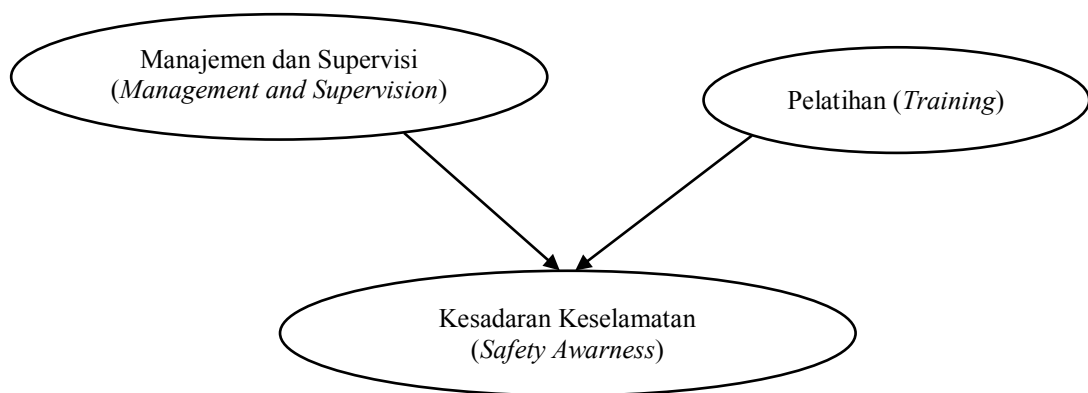 Manajemen dan Supervisi
(Management and Supervision)
Pelatihan (Training)
Kesadaran Keselamatan
(Safety Awarness)